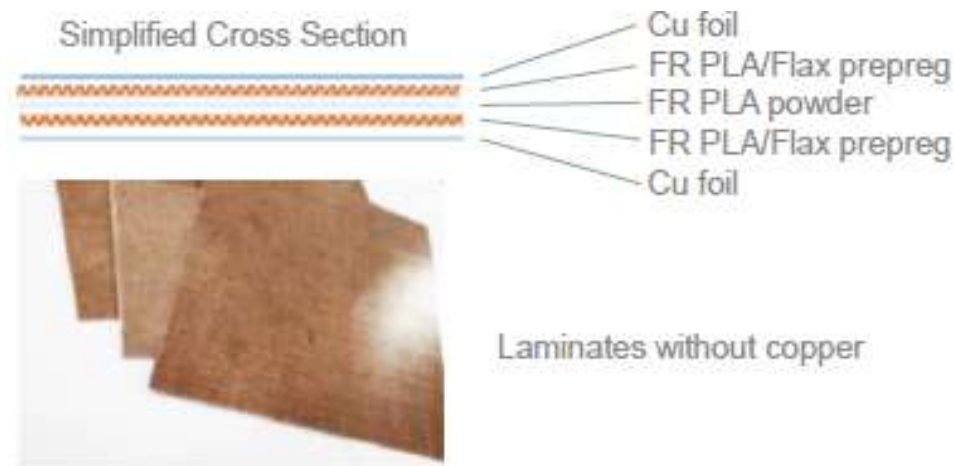 Simplified Cross Section
Cu foil
FR PLA/Flax prepreg
FR PLA powder
FR PLA/Flax prepreg
Cu foil
Laminates without copper